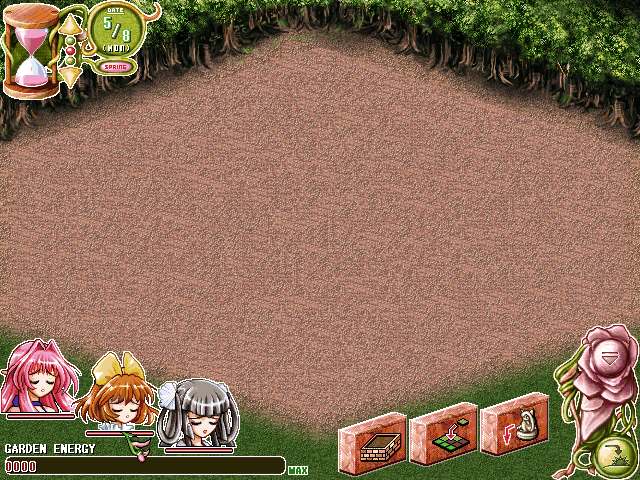 DATE
5/8
(MON)
SPRING
GARDEN ENERGY
0000
MAX